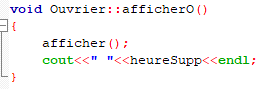 void Ouvrier::afficherO()
{
afficher();
cout<<" "<<heureSupp<<endl;
}